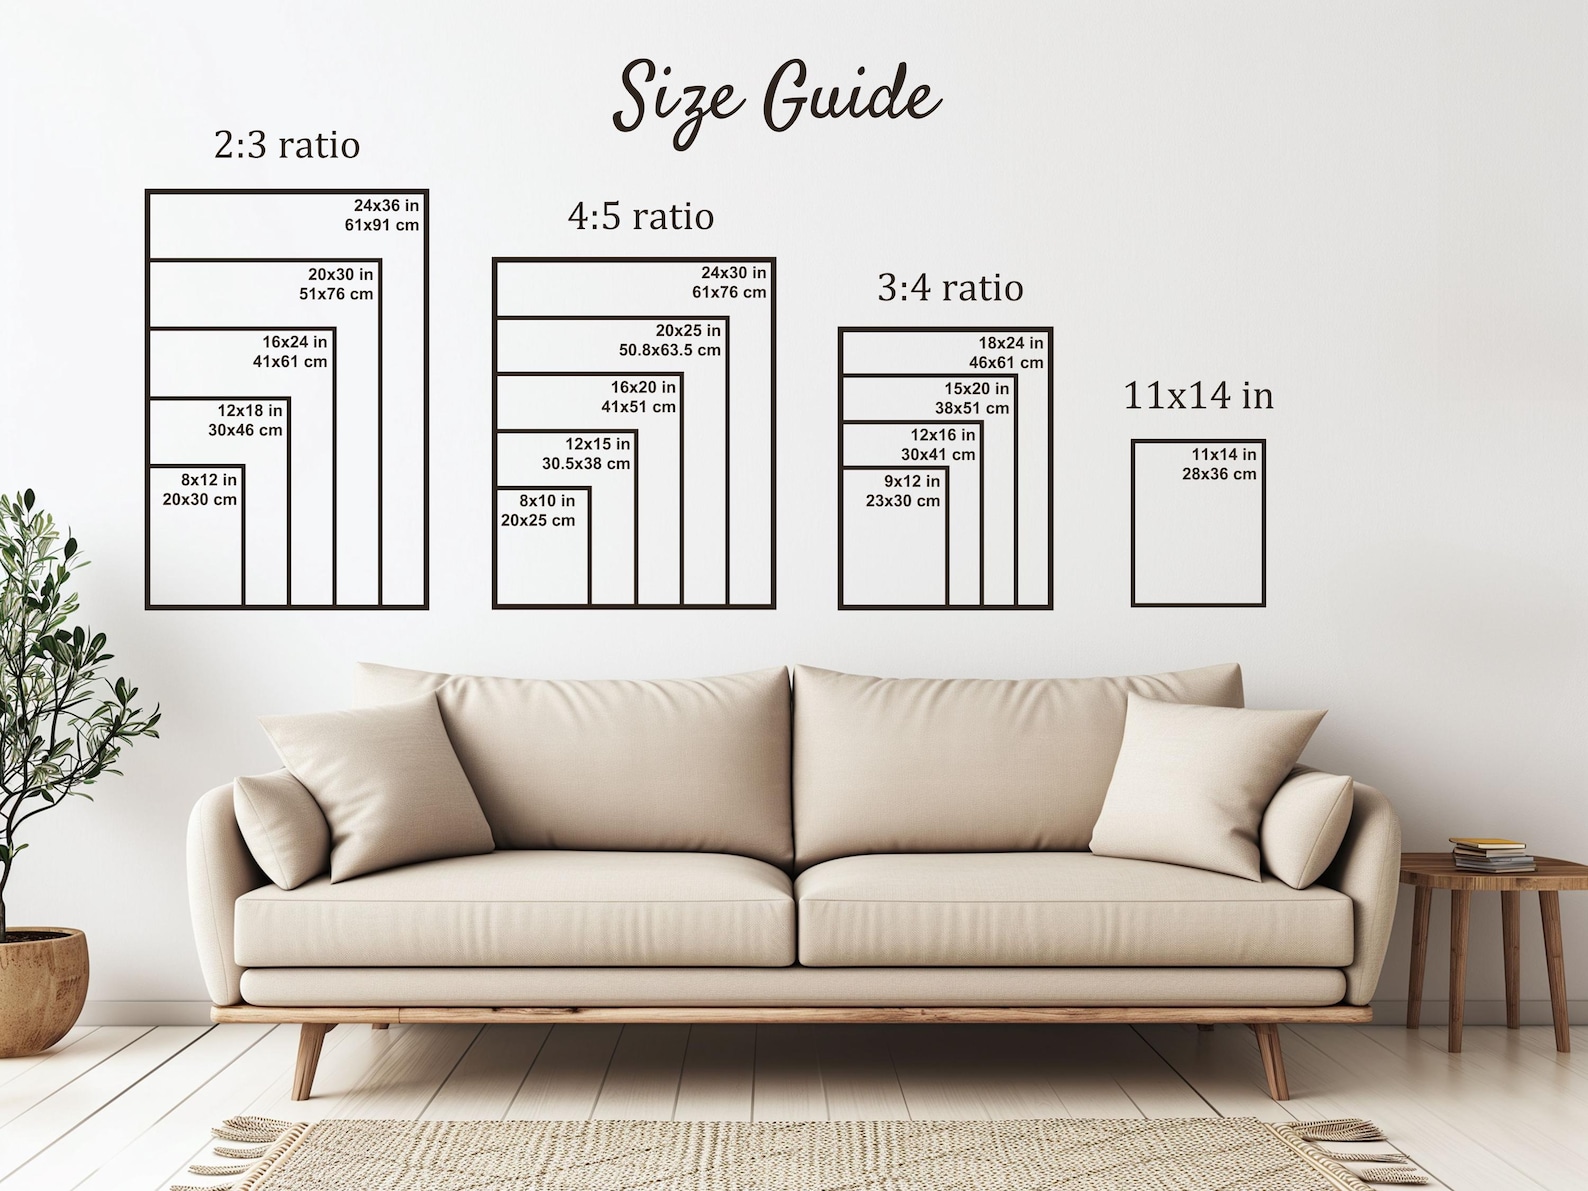 Size Guide
2:3 ratio
24x36 in
61x91 cm
20x30 in
51x76 cm
16x24 in
41x61 cm
12x18 in
30x46 cm
8x12 in
20x30 cm
4:5 ratio
24x30 in
61x76 cm
20x25 in
50.8x63.5 cm
16x20 in
41x51 cm
12x15 in
30.5x38 cm
8x10 in
20x25 cm
3:4 ratio
18x24 in
46x61 cm
15x20 in
38x51 cm
12x16 in
30x41 cm
9x12 in
23x30 cm
11x14 in
11x14 in
28x36 cm